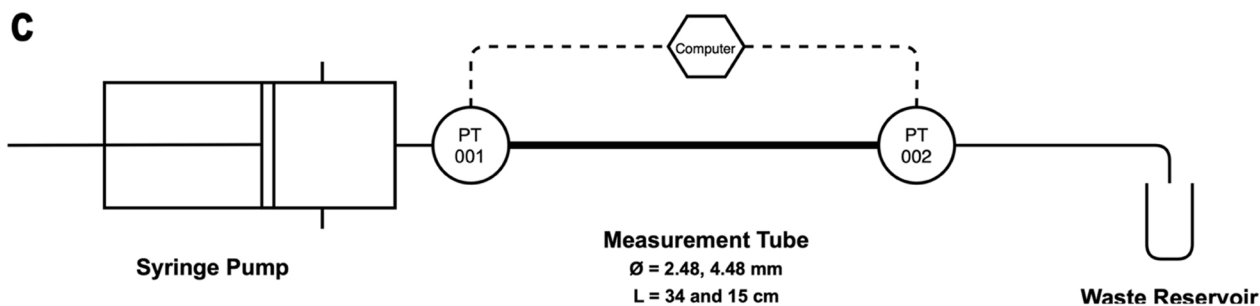 C
Computer
PT
001
PT
002
Syringe Pump
Measurement Tube
Ø = 2.48, 4.48 mm
L = 34 and 15 cm
Waste Reservoir